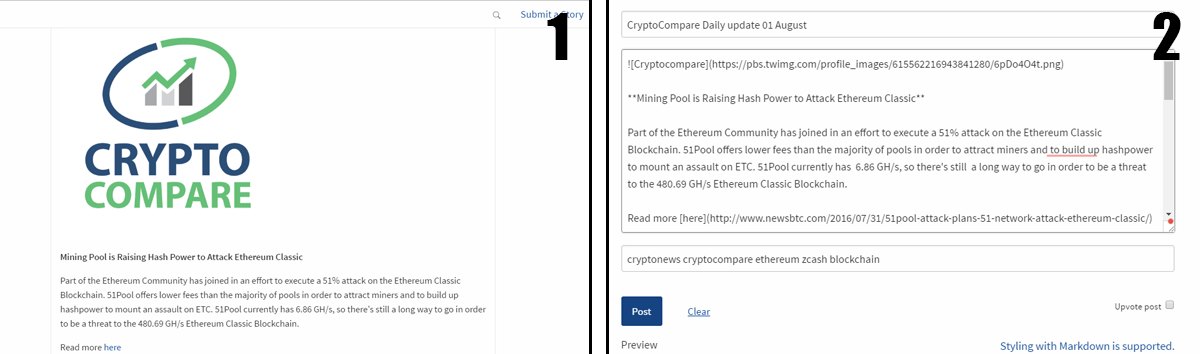 Submit a Story
1
CRYPTO
COMPARE
Mining Pool is Raising Hash Power to Attack Ethereum Classic
Part of the Ethereum Community has joined in an effort to execute a 51% attack on the Ethereum Classic
Blockchain. 51Pool offers lower fees than the majority of pools in order to attract miners and to build up
hashpower to mount an assault on ETC. 51Pool currently has 6.86 GH/s, so there's still a long way to go in order
to be a threat to the 480.69 GH/s Ethereum Classic Blockchain.
Read more here
2
CryptoCompare Daily update 01 August
![Cryptocompare](https://pbs.twimg.com/profile_images/615562216943841280/6pDo4O4t.png)
**Mining Pool is Raising Hash Power to Attack Ethereum Classic**
Part of the Ethereum Community has joined in an effort to execute a 51% attack on the Ethereum Classic
Blockchain. 51Pool offers lower fees than the majority of pools in order to attract miners and to build up hashpower
to mount an assault on ETC. 51Pool currently has  6.86 GH/s, so there's still  a long way to go in order to be a threat
to the 480.69 GH/s Ethereum Classic Blockchain.
Read more [here](http://www.newsbtc.com/2016/07/31/51pool-attack-plans-51-network-attack-ethereum-classic/)
cryptonews cryptocompare ethereum zcash blockchain
Post
Clear
Upvote post
Preview
Styling with Markdown is supported.